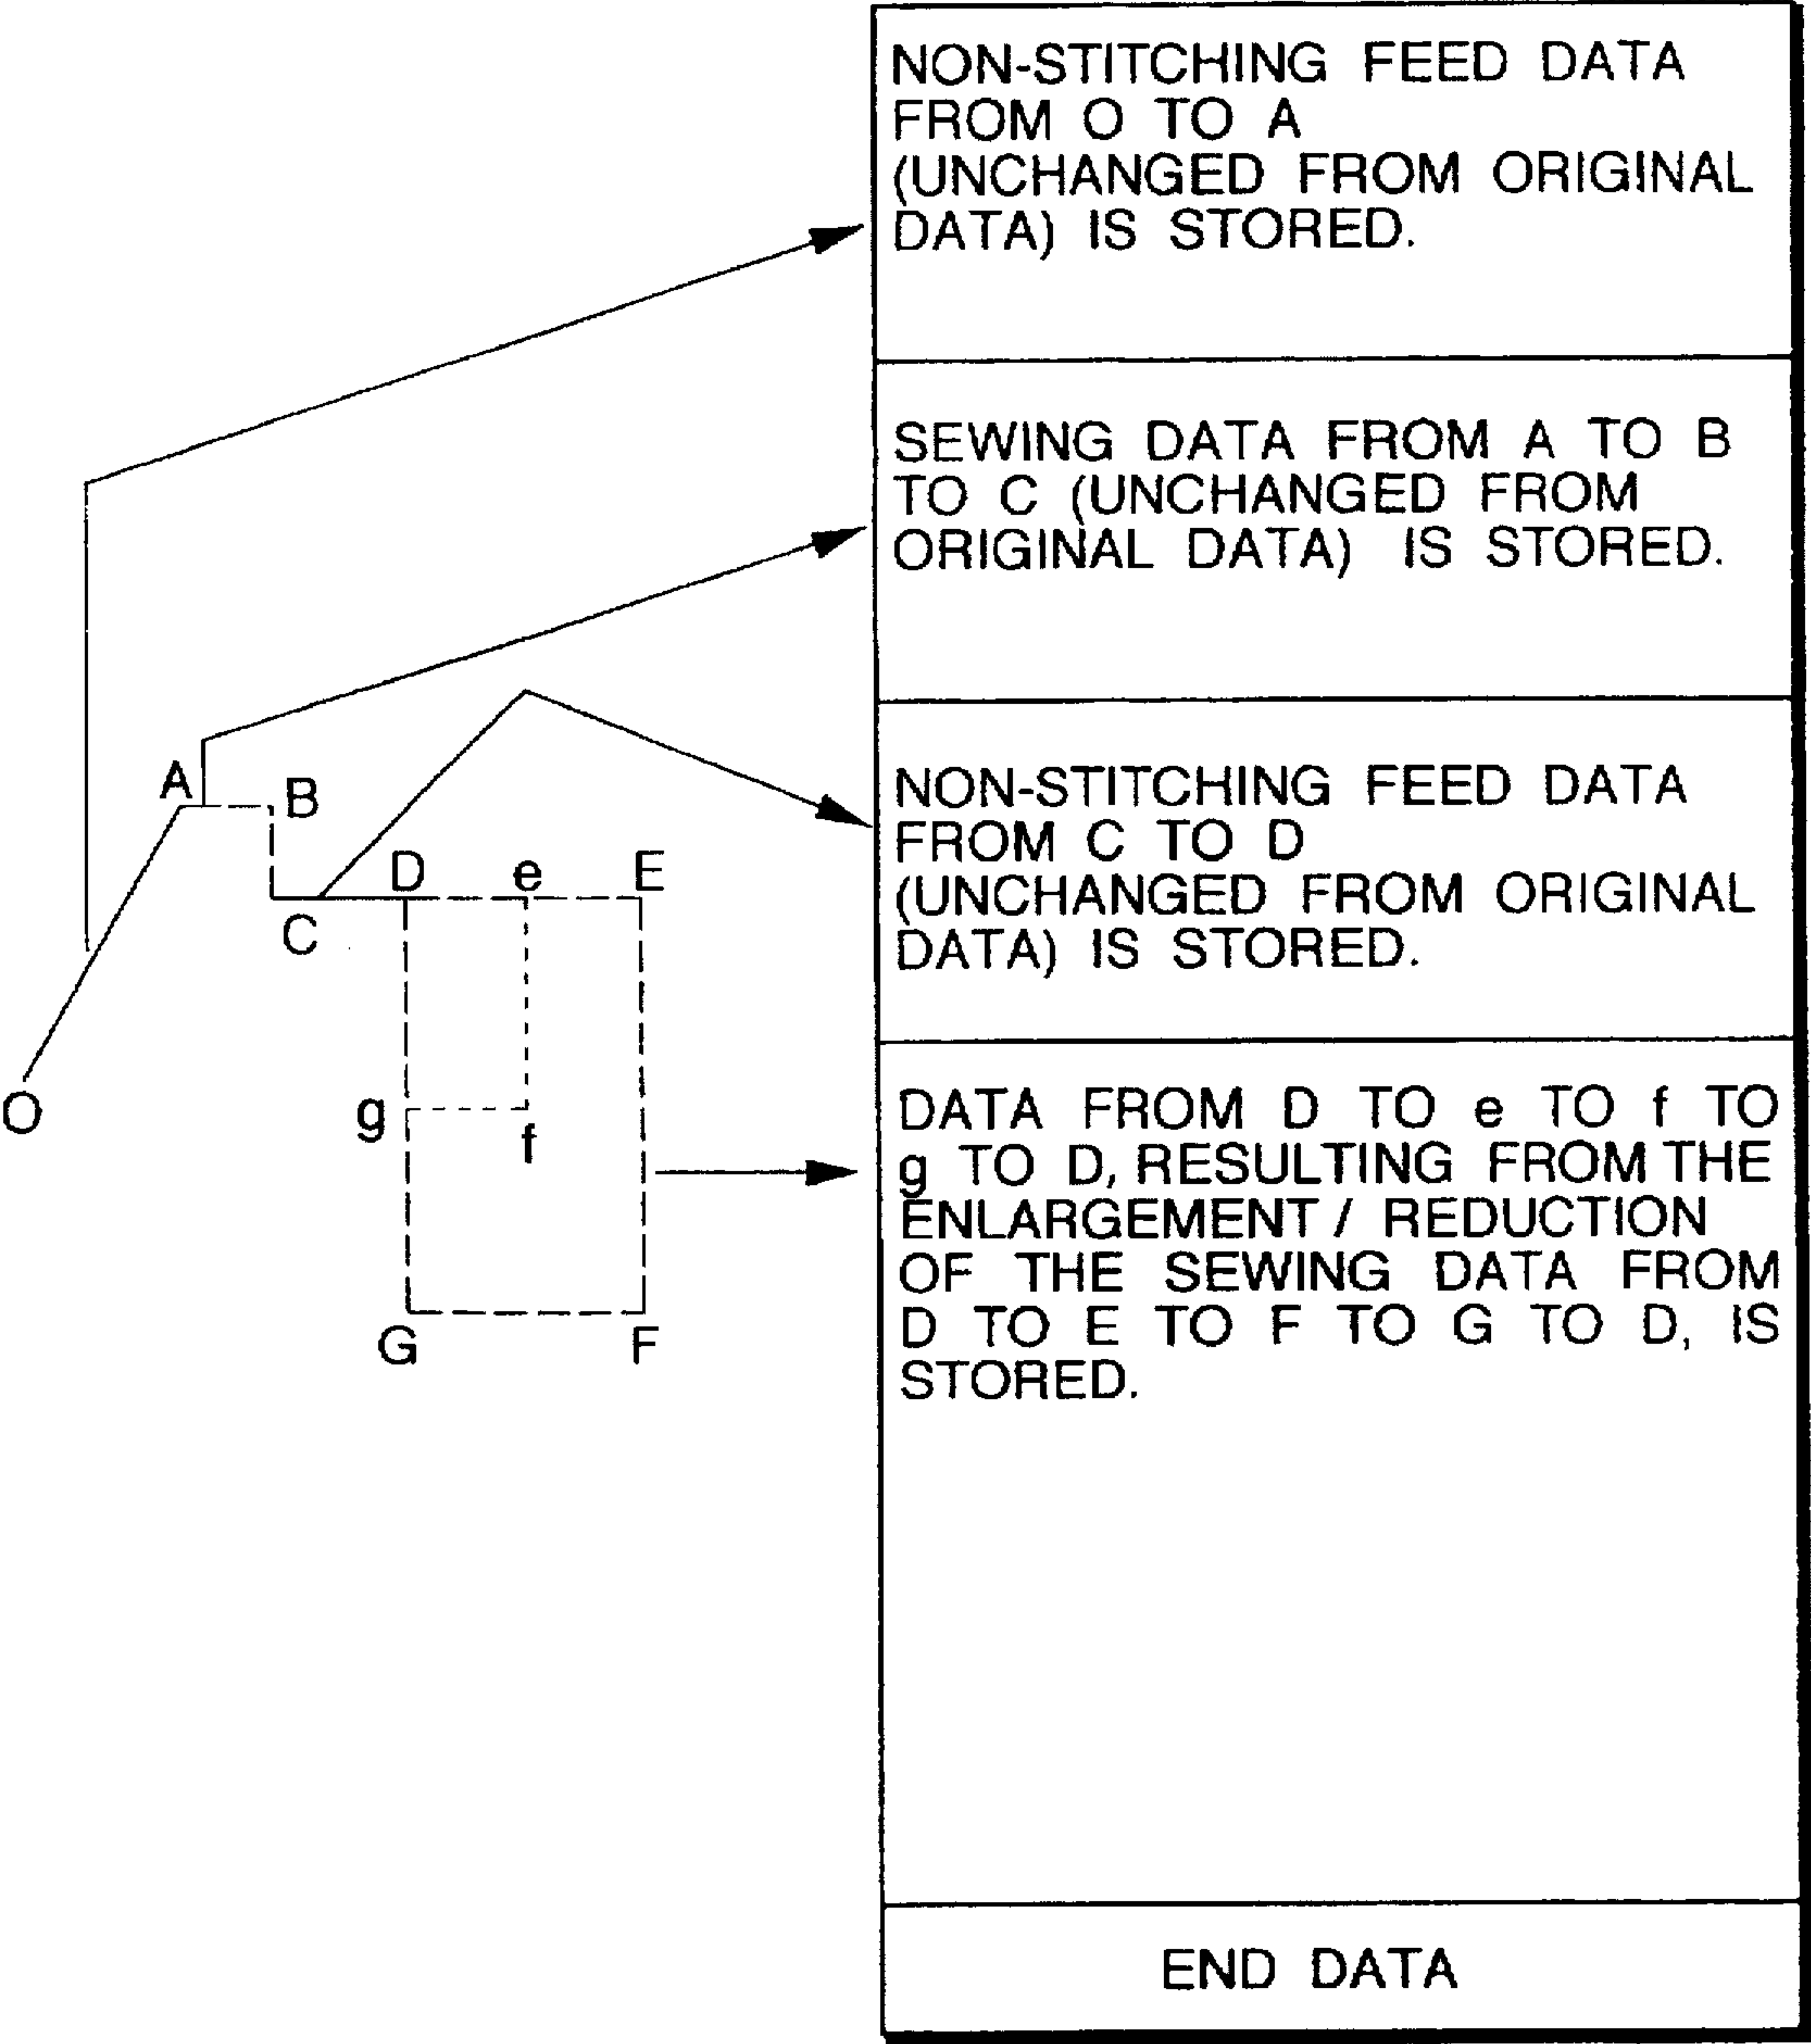 NON-STITCHING FEED DATA
FROM O TO A
(UNCHANGED FROM ORIGINAL
DATA) IS STORED.
SEWING DATA FROM A TO B
TO C (UNCHANGED FROM
ORIGINAL DATA) IS STORED.
NON-STITCHING FEED DATA
FROM C TO D
(UNCHANGED FROM ORIGINAL
DATA) IS STORED.
DATA FROM D TO e TO f TO
g TO D, RESULTING FROM THE
ENLARGEMENT / REDUCTION
OF THE SEWING DATA FROM
D TO E TO F TO G TO D, IS
STORED.
END DATA
A
B
D
e
E
C
O
g
f
G
F